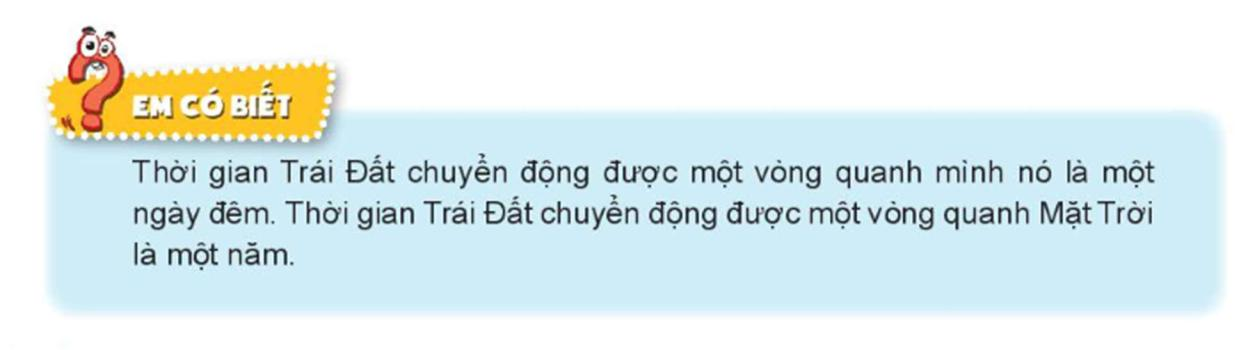 EM CÓ BIẾT
Thời gian Trái Đất chuyển động được một vòng quanh mình nó là một
ngày đêm. Thời gian Trái Đất chuyển động được một vòng quanh Mặt Trời
là một năm.